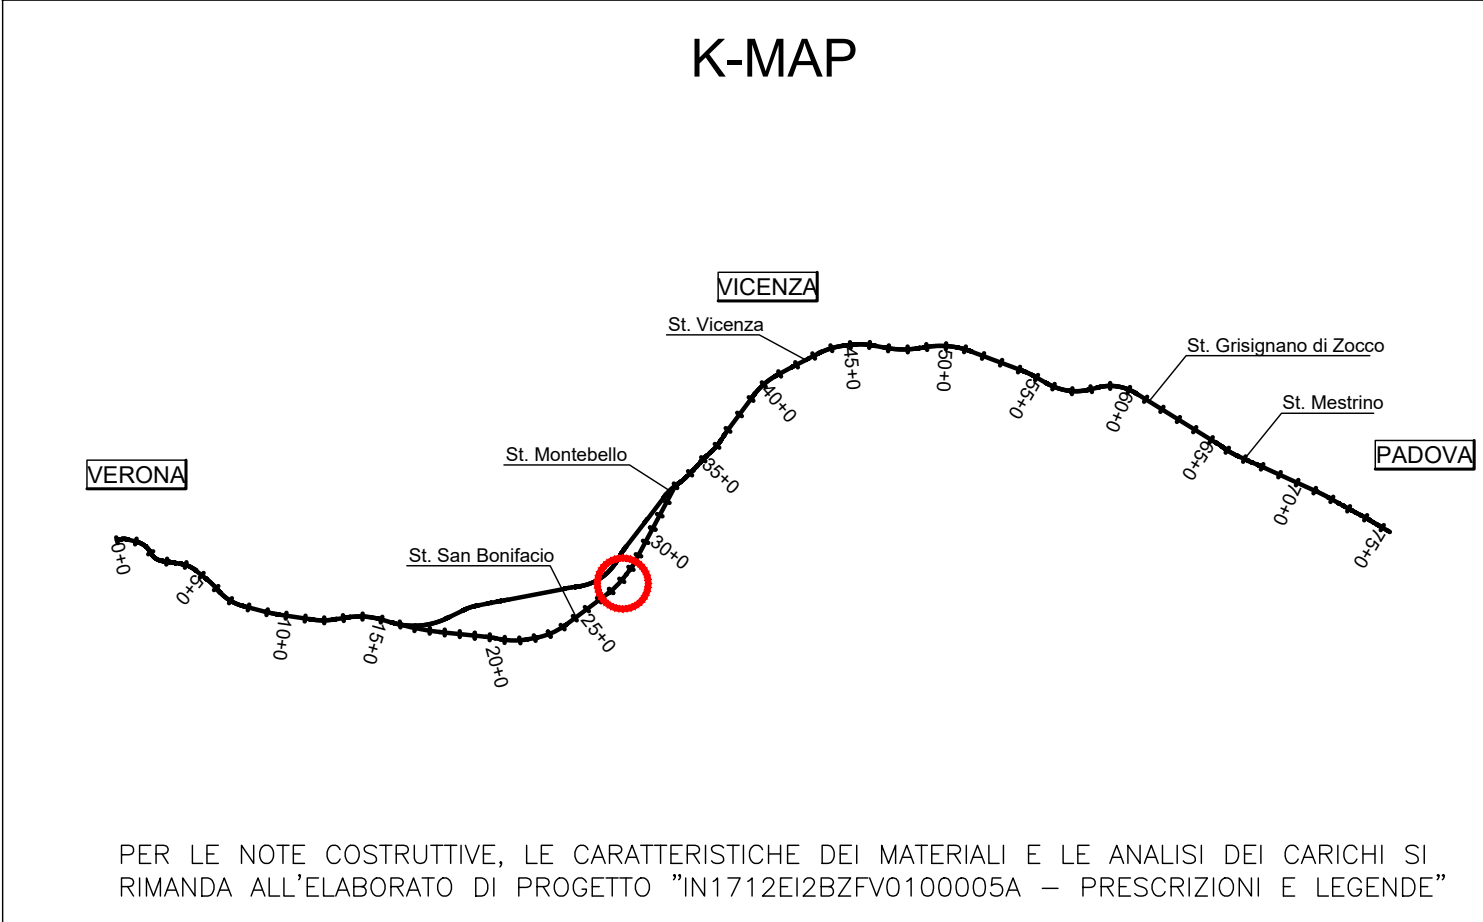 K-MAP
VICENZA
St. Vicenza
St. Grisignano di Zocco
45+0
50+0
55+0
40+0
60+0
St. Mestrino
PADOVA
St. Montebello
35+0
65+0
VERONA
70+0
75+0
0+0
30+0
St. San Bonifacio
5+0
10+0
15+0
25+0
20+0
PER LE NOTE COSTRUTTIVE, LE CARATTERISTICHE DEI MATERIALI E LE ANALISI DEI CARICHI SI
RIMANDA ALL'ELABORATO DI PROGETTO "IN1712EI2BZFV0100005A – PRESCRIZIONI E LEGENDE"